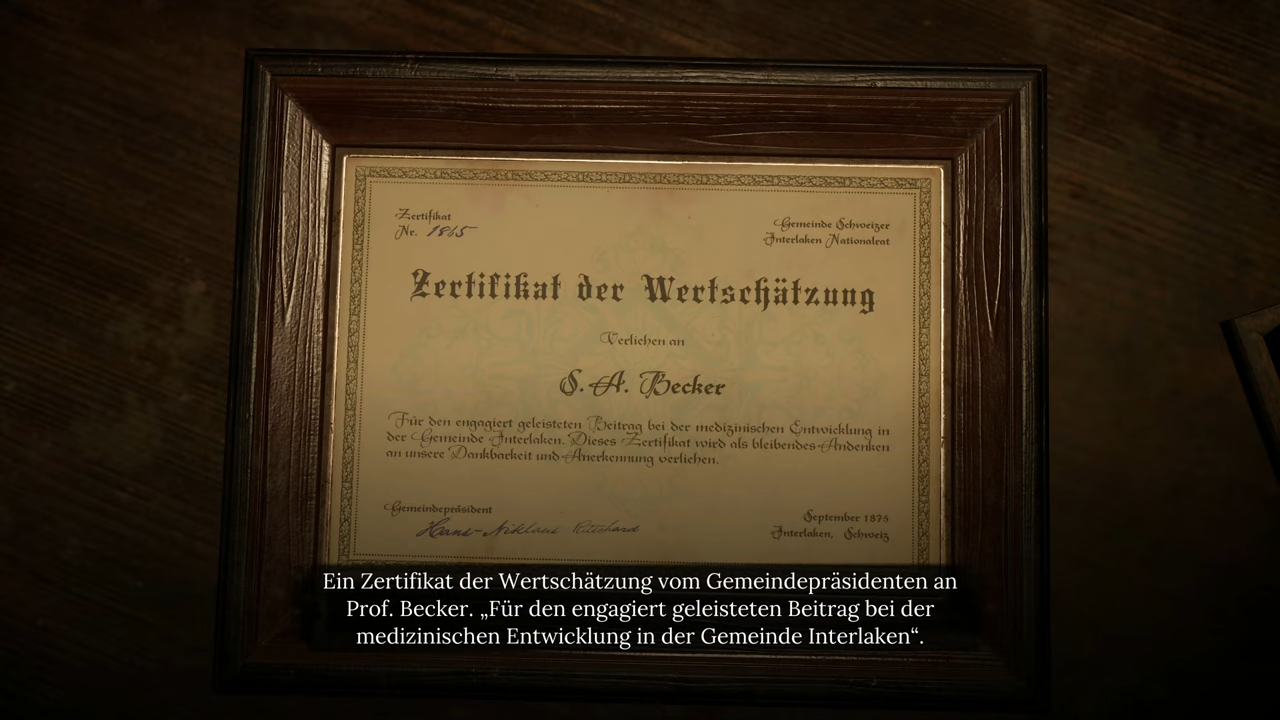 Zertifikat
Nr. 1845
Gemeinde Schweizer
Interlaken Nationalrat
Zertifikat der Wertschätzung
Verliehen an
S. A. Becker
Für den engagiert geleisteten Beitrag bei der medizinischen Entwicklung in
der Gemeinde Interlaken. Dieses Zertifikat wird als bleibendes Andenken
an unsere Dankbarkeit und Anerkennung verliehen.
Gemeindepräsident
Hans-Niklaus Ritschard
September 1875
Interlaken, Schweiz
Ein Zertifikat der Wertschätzung vom Gemeindepräsidenten an
Prof. Becker. „Für den engagiert geleisteten Beitrag bei der
medizinischen Entwicklung in der Gemeinde Interlaken“.